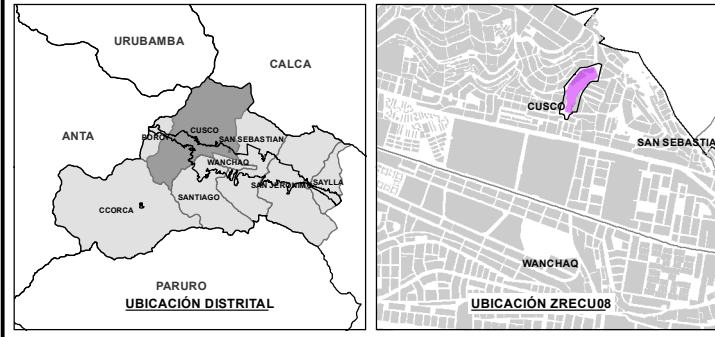 URUBAMBA
CALCA
ANTA
CUSCO
SAN SEBASTIAN
WANCHAQ
SAN JERONIMO
SAYLLA
SANTIAGO
CCORCA
PARURO
UBICACIÓN DISTRITAL
CUSCO
SAN SEBASTIA
WANCHAQ
UBICACIÓN ZRECU08